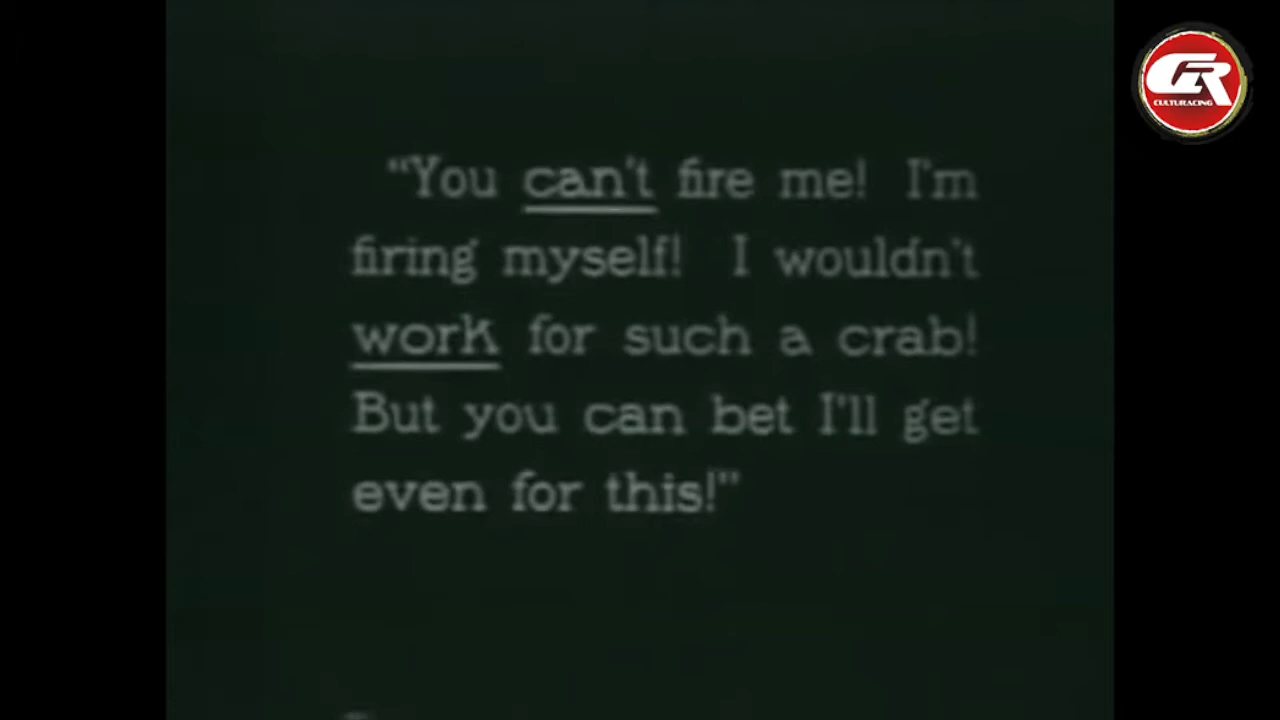 "You can't fire me! I'm
firing myself! I wouldn't
work for such a crab!
But you can bet I'll get
even for this!"
CR
CULTURACING